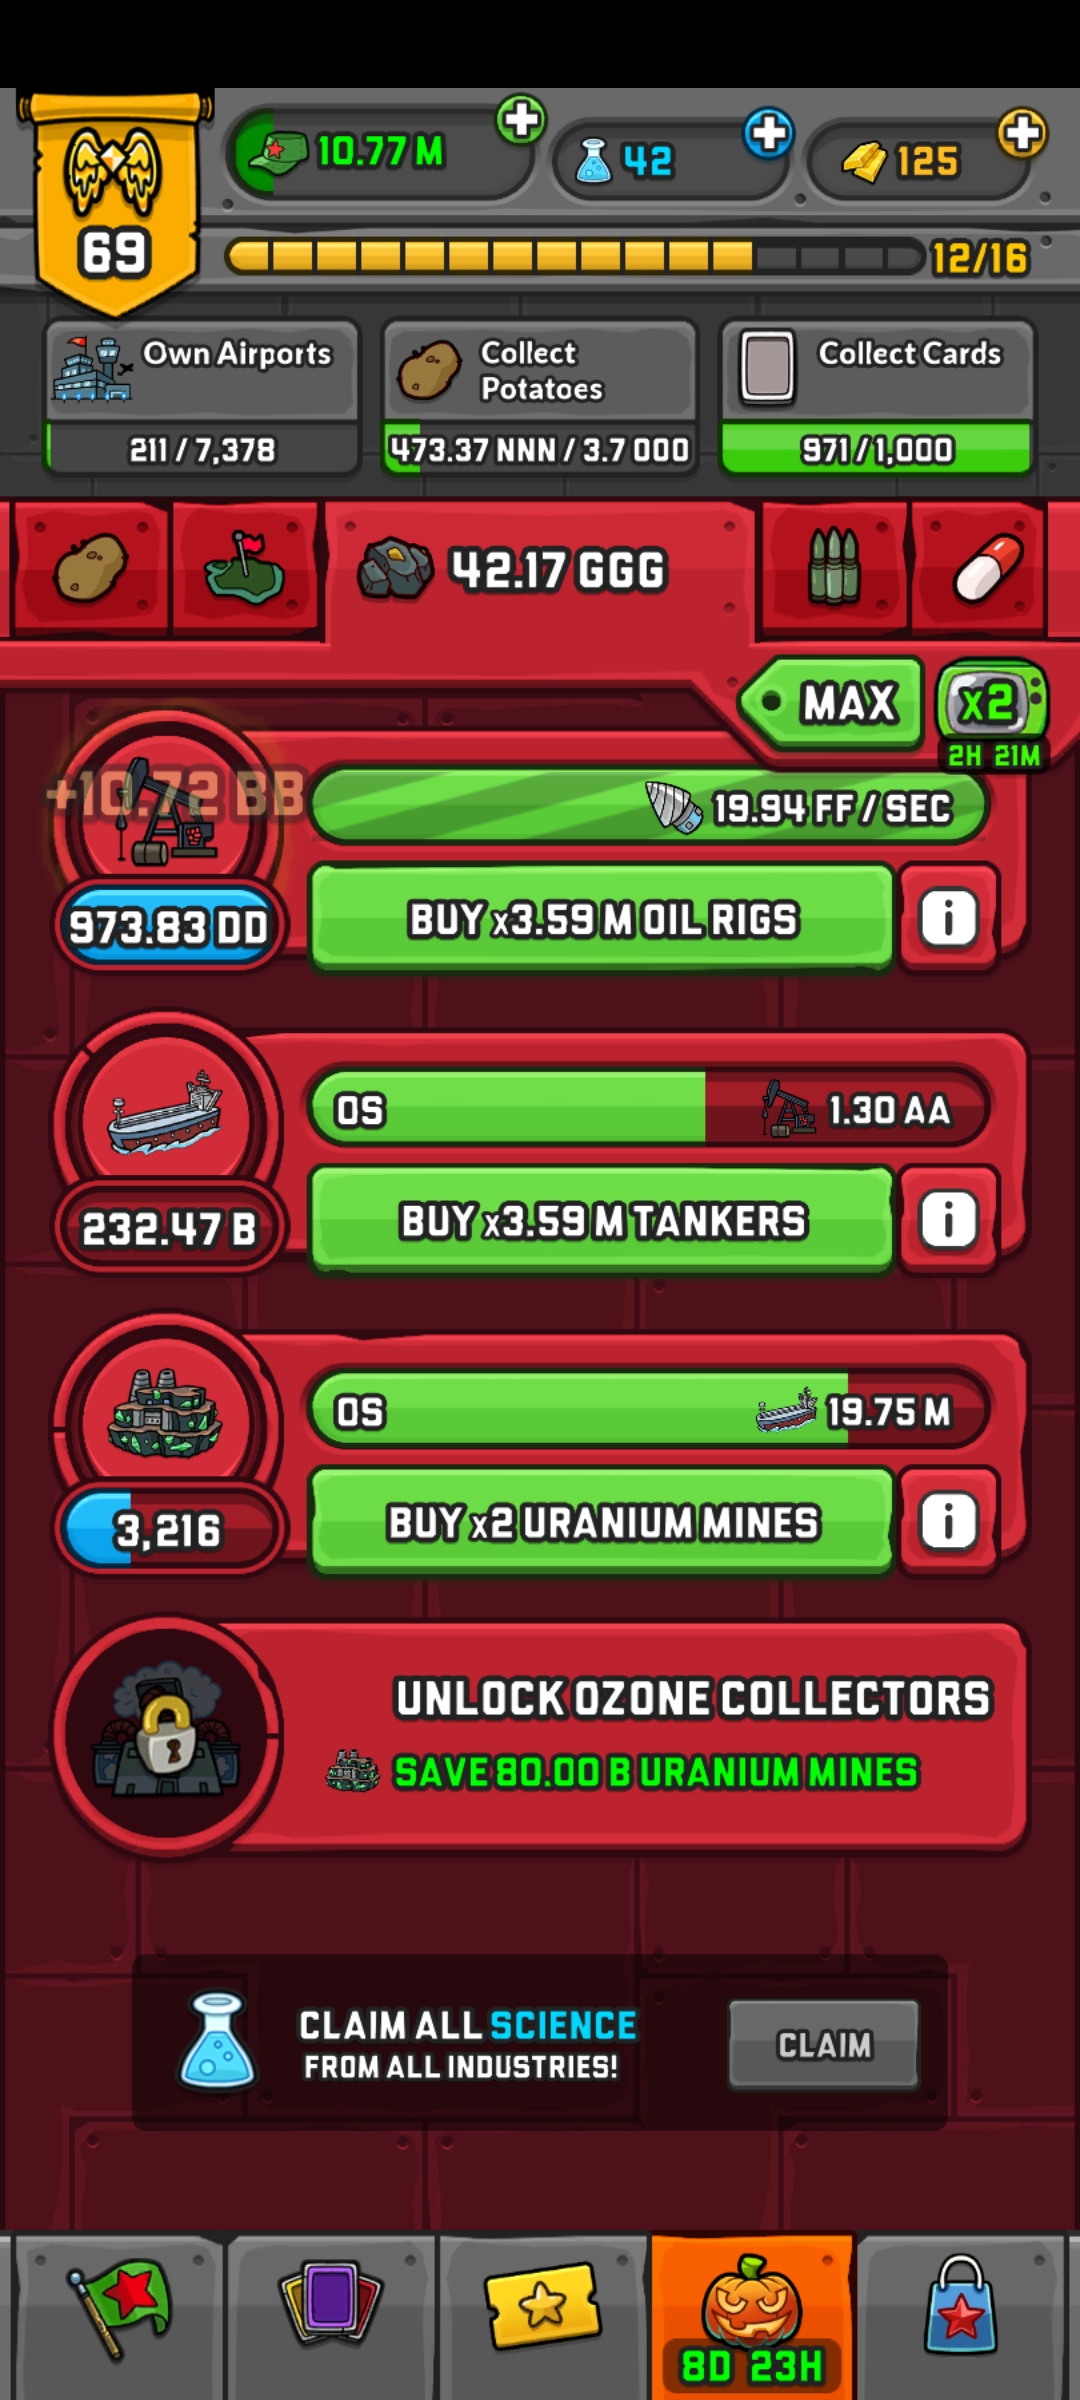 69
10.77 M
42
125
12/16
Own Airports
211 / 7,378
Collect
Potatoes
473.37 NNN / 3.7 OOO
Collect Cards
971 / 1,000
42.17 GGG
MAX
x2
2H 21M
+10.72 BB
19.94 FF / SEC
973.83 DD
BUY x3.59 M OIL RIGS
i
0S
1.30 AA
232.47 B
BUY x3.59 M TANKERS
i
0S
19.75 M
3,216
BUY x2 URANIUM MINES
i
UNLOCK OZONE COLLECTORS
SAVE 80.00 B URANIUM MINES
CLAIM ALL SCIENCE
FROM ALL INDUSTRIES!
CLAIM
8D 23H